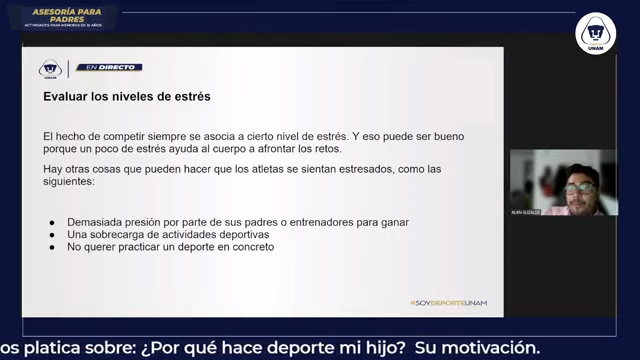 ASESORÍA PARA
PADRES
ACTIVIDADES PARA MENORES DE 15 AÑOS
UNAM
UNAM
EN DIRECTO
Evaluar los niveles de estrés
El hecho de competir siempre se asocia a cierto nivel de estrés. Y eso puede ser bueno
porque un poco de estrés ayuda al cuerpo a afrontar los retos.
Hay otras cosas que pueden hacer que los atletas se sientan estresados, como las
siguientes:
● Demasiada presión por parte de sus padres o entrenadores para ganar
● Una sobrecarga de actividades deportivas
● No querer practicar un deporte en concreto
ALAN ELIZALDE
#SOYDEPORTEUNAM
os platica sobre: ¿Por qué hace deporte mi hijo? Su motivación.